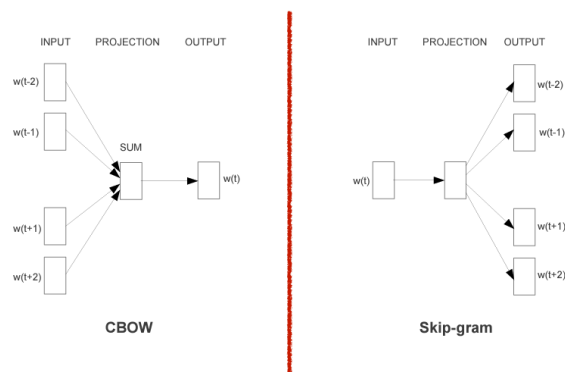 INPUT PROJECTION OUTPUT
w(t-2)
w(t-1)
SUM
w(t)
w(t+1)
w(t+2)
CBOW
INPUT PROJECTION OUTPUT
w(t-2)
w(t-1)
w(t)
w(t+1)
w(t+2)
Skip-gram